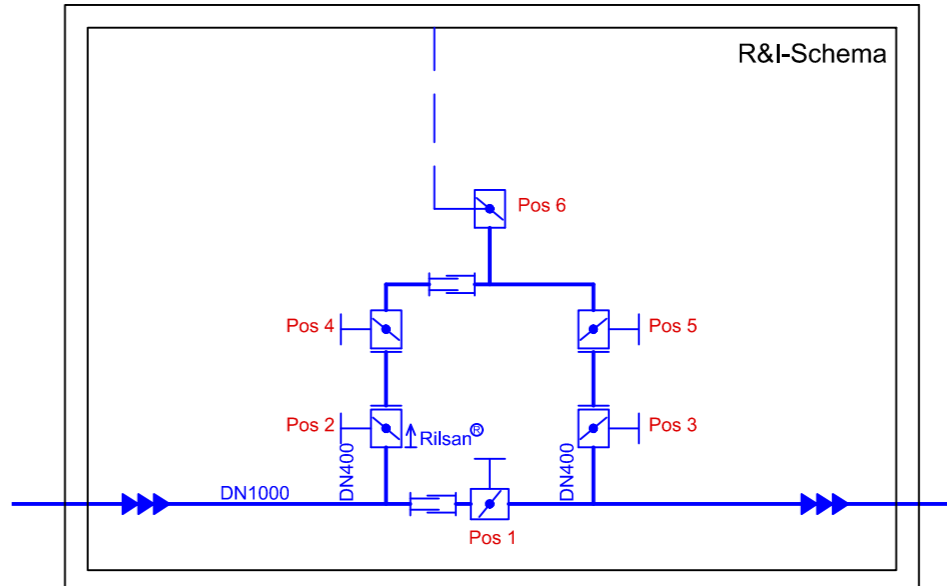 R&I-Schema
Pos 6
Pos 4
Pos 5
Pos 2
Rilsan®
Pos 3
DN400
DN400
DN1000
Pos 1